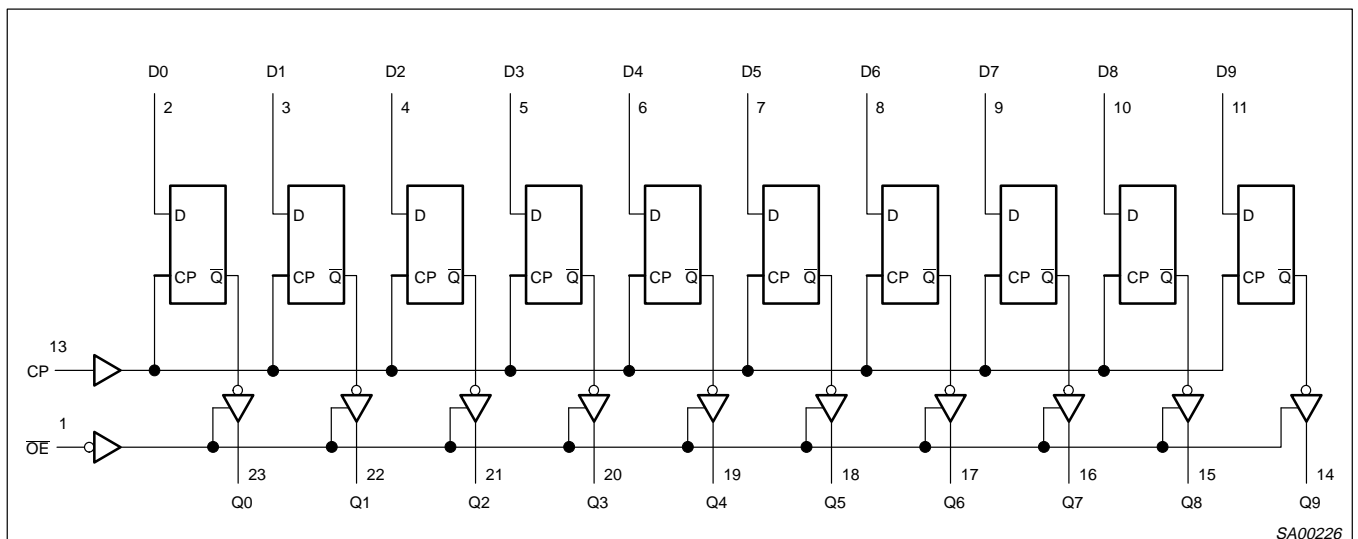 D0 D1 D2 D3 D4 D5 D6 D7 D8 D9
2 3 4 5 6 7 8 9 10 11
D D D D D D D D D D
CP Q̅ CP Q̅ CP Q̅ CP Q̅ CP Q̅ CP Q̅ CP Q̅ CP Q̅ CP Q̅ CP Q̅
13
CP
1
O̅E̅
23 22 21 20 19 18 17 16 15 14
Q0 Q1 Q2 Q3 Q4 Q5 Q6 Q7 Q8 Q9
SA00226